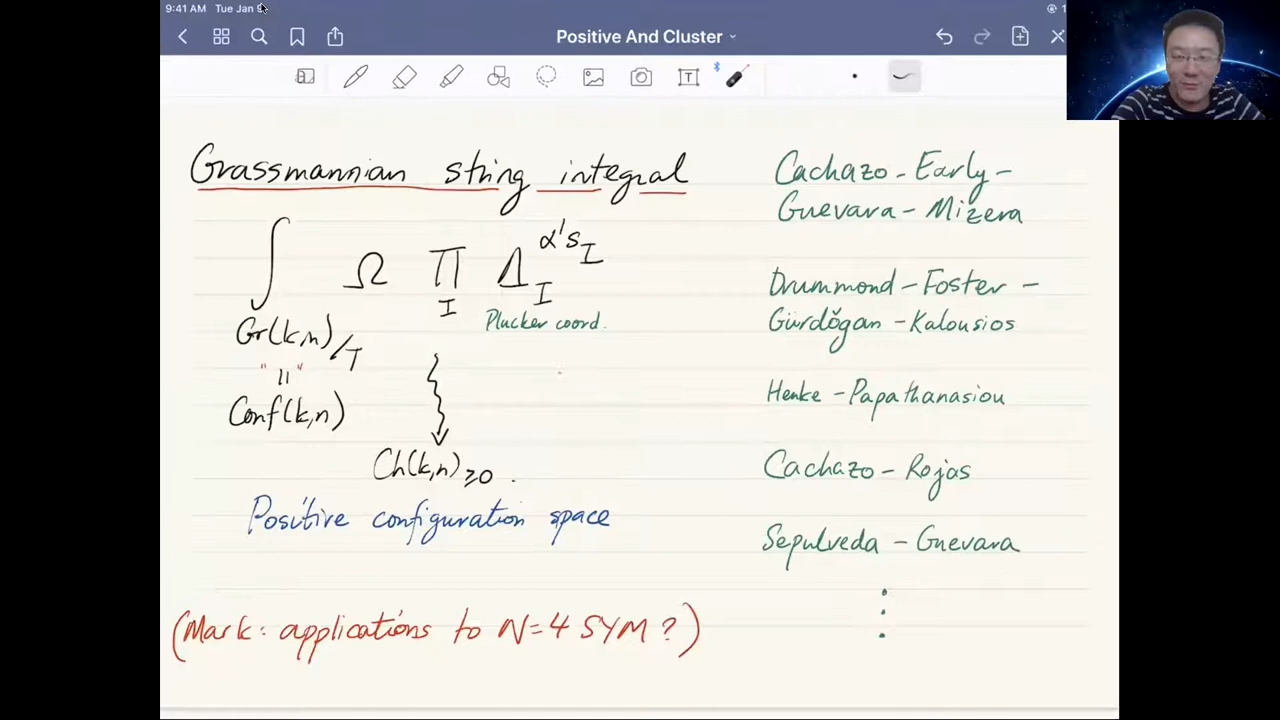 9:41 AM Tue Jan 9
Positive And Cluster
Grassmannian string integral
∫ Ω ∏ Δ_I^{α's_I}
I
Gr(k,n)/T
Plucker coord.
"||"
Conf(k,n)
Ch(k,n)≥0.
Positive configuration space
(Mark: applications to N=4 SYM?)
Cachazo - Early -
Guevara - Mizera
Drummond - Foster -
Gürdŏgan - Kalousios
Henke - Papathanasiou
Cachazo - Rojas
Sepulveda - Guevara